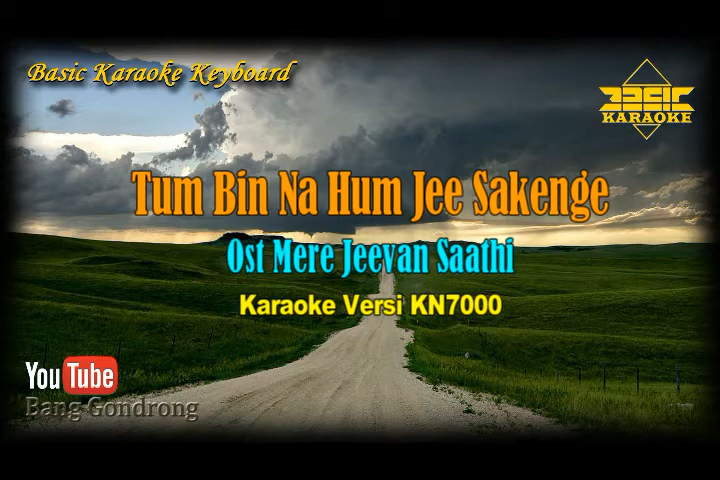 Basic Karaoke Keyboard
BASIC
KARAOKE
Tum Bin Na Hum Jee Sakenge
Ost Mere Jeevan Saathi
Karaoke Versi KN7000
YouTube
Bang Gondrong